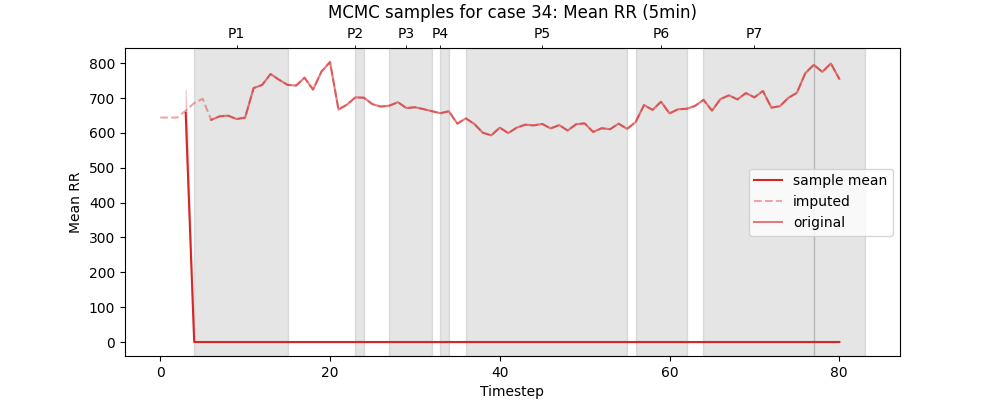 MCMC samples for case 34: Mean RR (5min)
P1 P2 P3 P4 P5 P6 P7
800
700
600
500
400
300
200
100
0
Mean RR
sample mean
imputed
original
0 20 40 60 80
Timestep